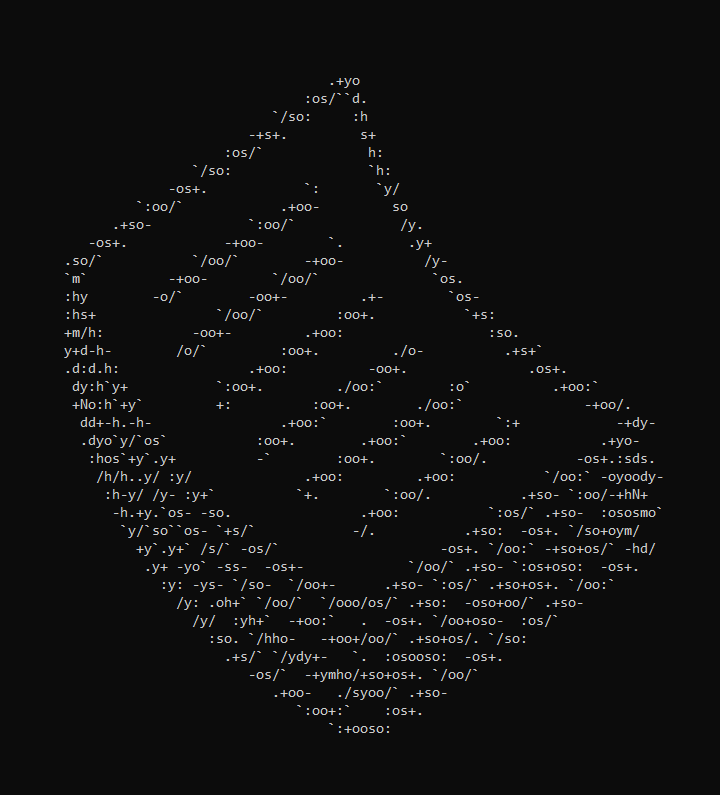 .+yo
                                      :os/``d.
                                  `/so:     :h
                               -+s+.         s+
                            :os/`             h:
                        `/so:                 `h:
                     -os+.            `:       `y/
                 `:oo/`            .+oo-         so
              .+so-            `:oo/`             /y.
           -os+.            -+oo-        `.        .y+
        .so/`           `/oo/`        -+oo-          /y-
        `m`          -+oo-        `/oo/`              `os.
        :hy        -o/`        -oo+-         .+-        `os-
        :hs+               `/oo/`         :oo+.           `+s:
        +m/h:           -oo+-         .+oo:                  :so.
        y+d-h-        /o/`         :oo+.         ./o-          .+s+`
        .d:d.h:                .+oo:          -oo+.               .os+.
         dy:h`y+           `:oo+.         ./oo:`        :o`          .+oo:`
         +No:h`+y`         +:          :oo+.        ./oo:`               -+oo/.
          dd+-h.-h-                .+oo:`        :oo+.        `:+            -+dy-
          .dyo`y/`os`           :oo+.        .+oo:`        .+oo:           .+yo-
           :hos`+y`.y+          -`        :oo+.        `:oo/.           -os+.:sds.
            /h/h..y/ :y/              .+oo:         .+oo:           `/oo:` -oyoody-
             :h-y/ /y- :y+`          `+.        `:oo/.           .+so- `:oo/-+hN+
              -h.+y.`os- -so.                .+oo:           `:os/` .+so-  :ososmo`
               `y/`so``os- `+s/`            -/.           .+so:  -os+. `/so+oym/
                 +y`.y+` /s/` -os/`                    -os+. `/oo:` -+so+os/` -hd/
                  .y+ -yo` -ss-  -os+-             `/oo/` .+so- `:os+oso:  -os+.
                    :y: -ys- `/so-  `/oo+-      .+so- `:os/` .+so+os+. `/oo:`
                      /y: .oh+` `/oo/`  `/ooo/os/` .+so:  -oso+oo/` .+so-
                        /y/  :yh+`  -+oo:`   .  -os+. `/oo+oso-  :os/`
                          :so. `/hho-   -+oo+/oo/` .+so+os/. `/so:
                            .+s/` `/ydy+-   `.  :osooso:  -os+.
                               -os/`  -+ymho/+so+os+. `/oo/`
                                  .+oo-   ./syoo/` .+so-
                                     `:oo+:`    :os+.
                                         `:+ooso: